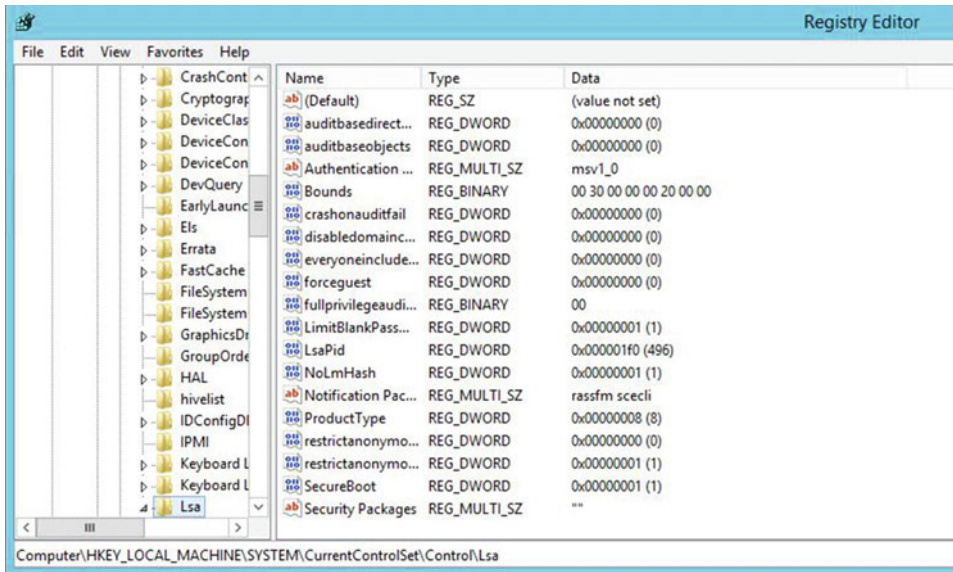 Registry Editor
File Edit View Favorites Help
CrashCont
Cryptograp
DeviceClas
DeviceCon
DeviceCon
DevQuery
EarlyLaunc
Els
Errata
FastCache
FileSystem
FileSystem
GraphicsDr
GroupOrde
HAL
hivelist
IDConfigDI
IPMI
Keyboard L
Keyboard L
Lsa
Name Type Data
(Default) REG_SZ (value not set)
auditbasedirect... REG_DWORD 0x00000000 (0)
auditbaseobjects REG_DWORD 0x00000000 (0)
Authentication ... REG_MULTI_SZ msv1_0
Bounds REG_BINARY 00 30 00 00 00 20 00 00
crashonauditfail REG_DWORD 0x00000000 (0)
disabledomainc... REG_DWORD 0x00000000 (0)
everyoneinclude... REG_DWORD 0x00000000 (0)
forceguest REG_DWORD 0x00000000 (0)
fullprivilegeaudi... REG_BINARY 00
LimitBlankPass... REG_DWORD 0x00000001 (1)
LsaPid REG_DWORD 0x000001f0 (496)
NoLmHash REG_DWORD 0x00000001 (1)
Notification Pac... REG_MULTI_SZ rassfm scecli
ProductType REG_DWORD 0x00000008 (8)
restrictanonymo... REG_DWORD 0x00000000 (0)
restrictanonymo... REG_DWORD 0x00000001 (1)
SecureBoot REG_DWORD 0x00000001 (1)
Security Packages REG_MULTI_SZ ""
Computer\HKEY_LOCAL_MACHINE\SYSTEM\CurrentControlSet\Control\Lsa